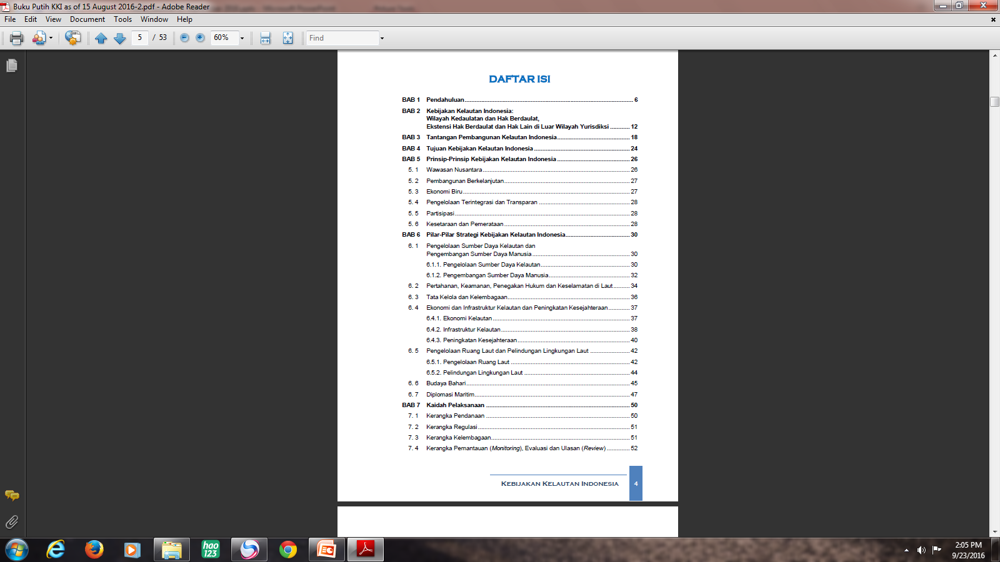 Buku Putih KKI as of 15 August 2016-2.pdf - Adobe Reader
File Edit View Document Tools Window Help
5 / 53 60% Find
DAFTAR ISI
BAB 1 Pendahuluan 6
BAB 2 Kebijakan Kelautan Indonesia:
Wilayah Kedaulatan dan Hak Berdaulat,
Ekstensi Hak Berdaulat dan Hak Lain di Luar Wilayah Yurisdiksi 12
BAB 3 Tantangan Pembangunan Kelautan Indonesia 18
BAB 4 Tujuan Kebijakan Kelautan Indonesia 24
BAB 5 Prinsip-Prinsip Kebijakan Kelautan Indonesia 26
5. 1 Wawasan Nusantara 26
5. 2 Pembangunan Berkelanjutan 27
5. 3 Ekonomi Biru 27
5. 4 Pengelolaan Terintegrasi dan Transparan 28
5. 5 Partisipasi 28
5. 6 Kesetaraan dan Pemerataan 28
BAB 6 Pilar-Pilar Strategi Kebijakan Kelautan Indonesia 30
6. 1 Pengelolaan Sumber Daya Kelautan dan
Pengembangan Sumber Daya Manusia 30
6.1.1. Pengelolaan Sumber Daya Kelautan 30
6.1.2. Pengembangan Sumber Daya Manusia 32
6. 2 Pertahanan, Keamanan, Penegakan Hukum dan Keselamatan di Laut 34
6. 3 Tata Kelola dan Kelembagaan 36
6. 4 Ekonomi dan Infrastruktur Kelautan dan Peningkatan Kesejahteraan 37
6.4.1. Ekonomi Kelautan 37
6.4.2. Infrastruktur Kelautan 38
6.4.3. Peningkatan Kesejahteraan 40
6. 5 Pengelolaan Ruang Laut dan Pelindungan Lingkungan Laut 42
6.5.1. Pengelolaan Ruang Laut 42
6.5.2. Pelindungan Lingkungan Laut 44
6. 6 Budaya Bahari 45
6. 7 Diplomasi Maritim 47
BAB 7 Kaidah Pelaksanaan 50
7. 1 Kerangka Pendanaan 50
7. 2 Kerangka Regulasi 51
7. 3 Kerangka Kelembagaan 51
7. 4 Kerangka Pemantauan (Monitoring), Evaluasi dan Ulasan (Review) 52
KEBIJAKAN KELAUTAN INDONESIA 4
hao
123
2:05 PM
9/23/2016